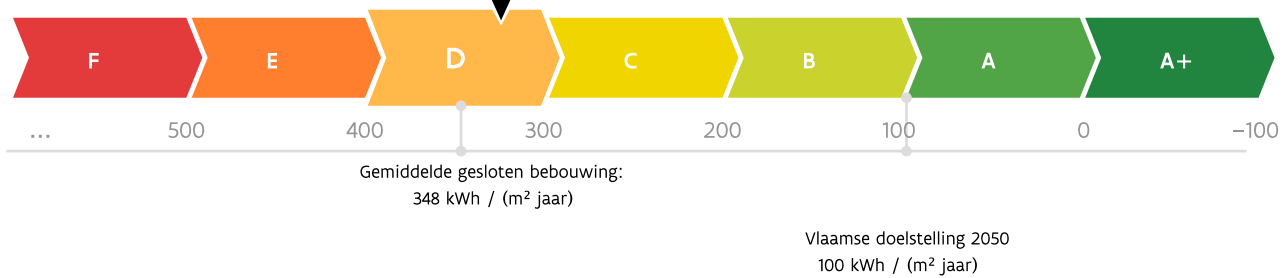 F E D C B A A+
... 500 400 300 200 100 0 −100
Gemiddelde gesloten bebouwing:
348 kWh / (m² jaar)
Vlaamse doelstelling 2050
100 kWh / (m² jaar)